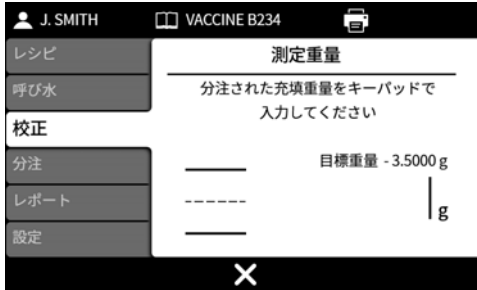 J. SMITH
VACCINE B234
レシピ
呼び水
校正
分注
レポート
設定
測定重量
分注された充填重量をキーパッドで
入力してください
目標重量 - 3.5000 g
g